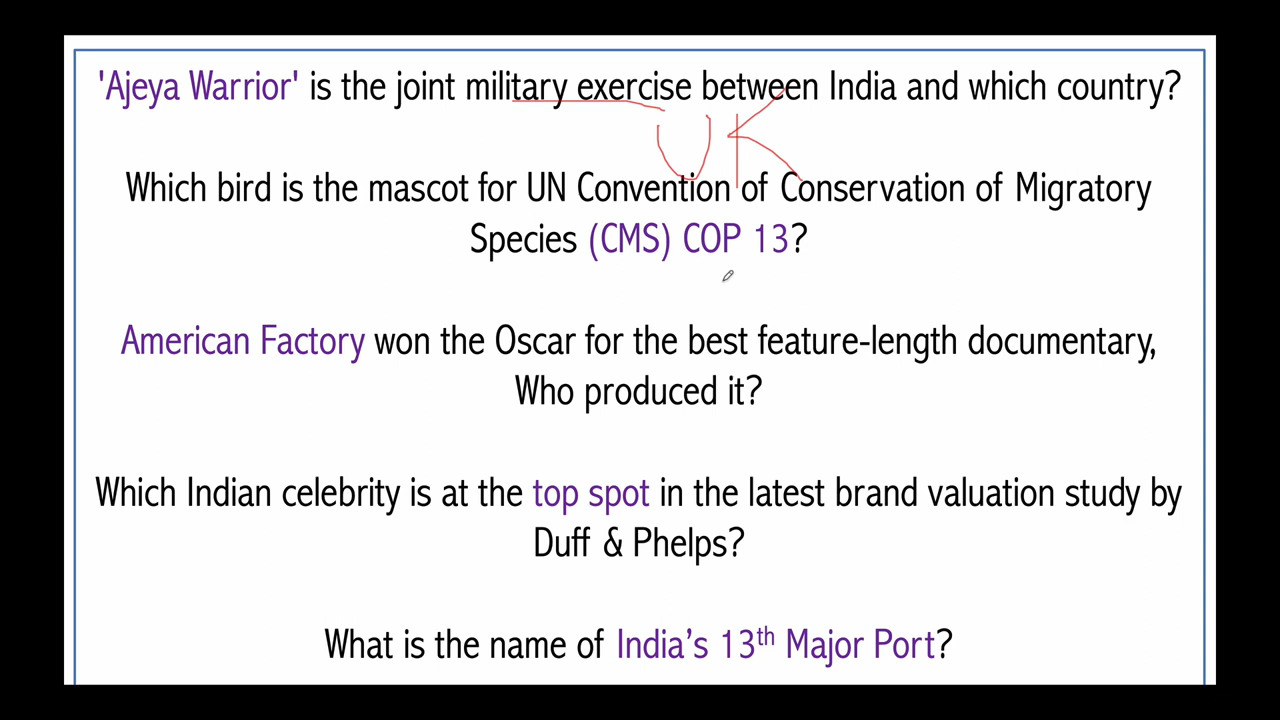 'Ajeya Warrior' is the joint military exercise between India and which country?
UK
Which bird is the mascot for UN Convention of Conservation of Migratory
Species (CMS) COP 13?
American Factory won the Oscar for the best feature-length documentary,
Who produced it?
Which Indian celebrity is at the top spot in the latest brand valuation study by
Duff & Phelps?
What is the name of India’s 13th Major Port?